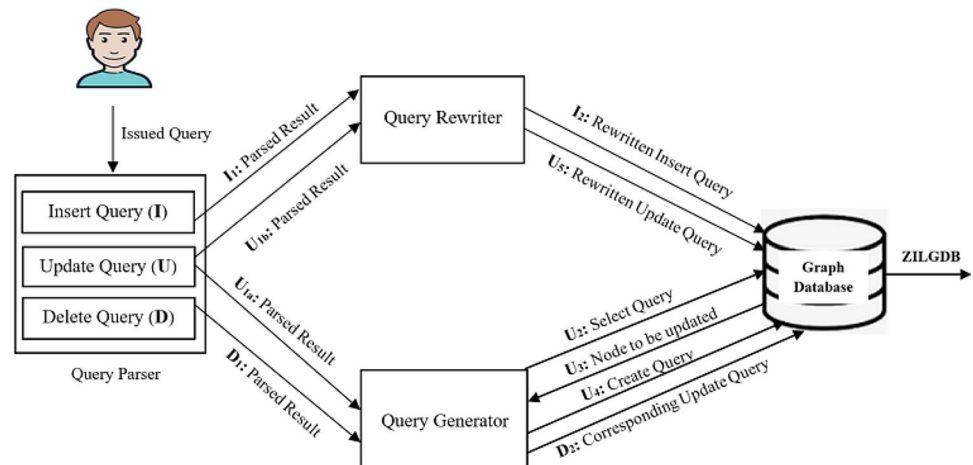 Issued Query
Insert Query (I)
Update Query (U)
Delete Query (D)
Query Parser
I₁: Parsed Result
U₁b: Parsed Result
U₁a: Parsed Result
D₁: Parsed Result
Query Rewriter
Query Generator
I₂: Rewritten Insert Query
U₅: Rewritten Update Query
U₂: Select Query
U₃: Node to be updated
U₄: Create Query
D₂: Corresponding Update Query
Graph
Database
ZILGDB